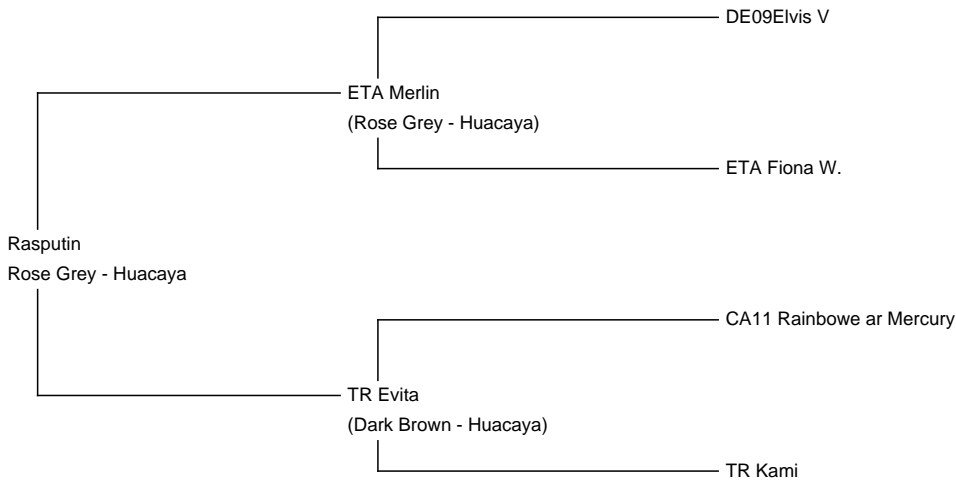 DE09Elvis V
ETA Merlin
(Rose Grey - Huacaya)
ETA Fiona W.
Rasputin
Rose Grey - Huacaya
CA11 Rainbowe ar Mercury
TR Evita
(Dark Brown - Huacaya)
TR Kami